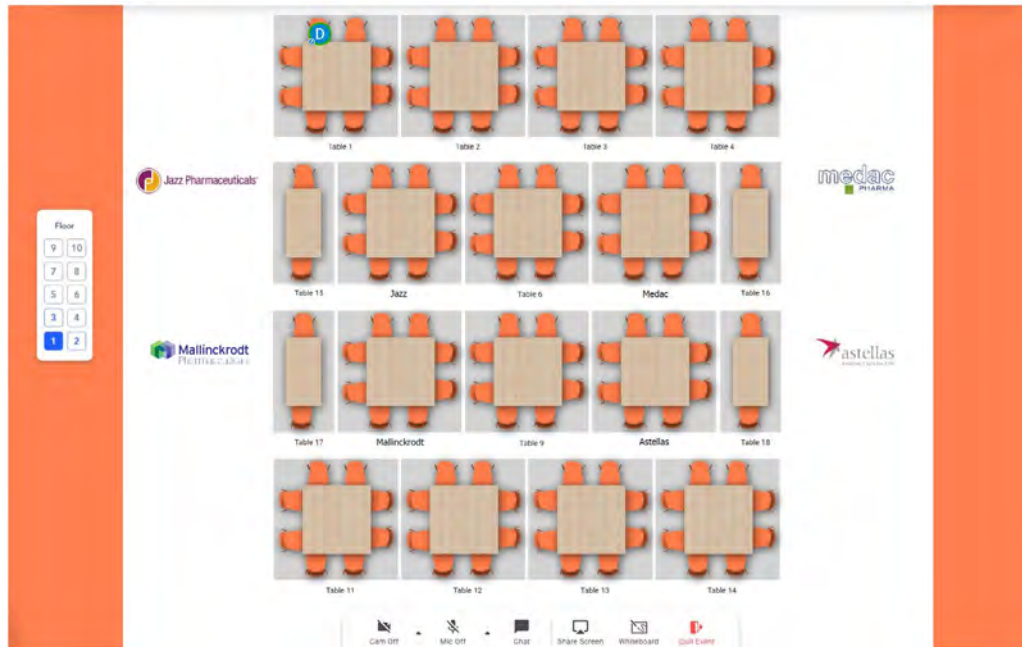 D
Table 1
Table 2
Table 3
Table 4
Jazz Pharmaceuticals
medac
PHARMA
Floor
9 10
7 8
5 6
3 4
1 2
Table 15
Jazz
Table 6
Medac
Table 16
Mallinckrodt
Pharmaceuticals
astellas
Table 17
Mallinckrodt
Table 9
Astellas
Table 18
Table 11
Table 12
Table 13
Table 14
Cam Off
Mic Off
Chat
Share Screen
Whiteboard
Quit Event